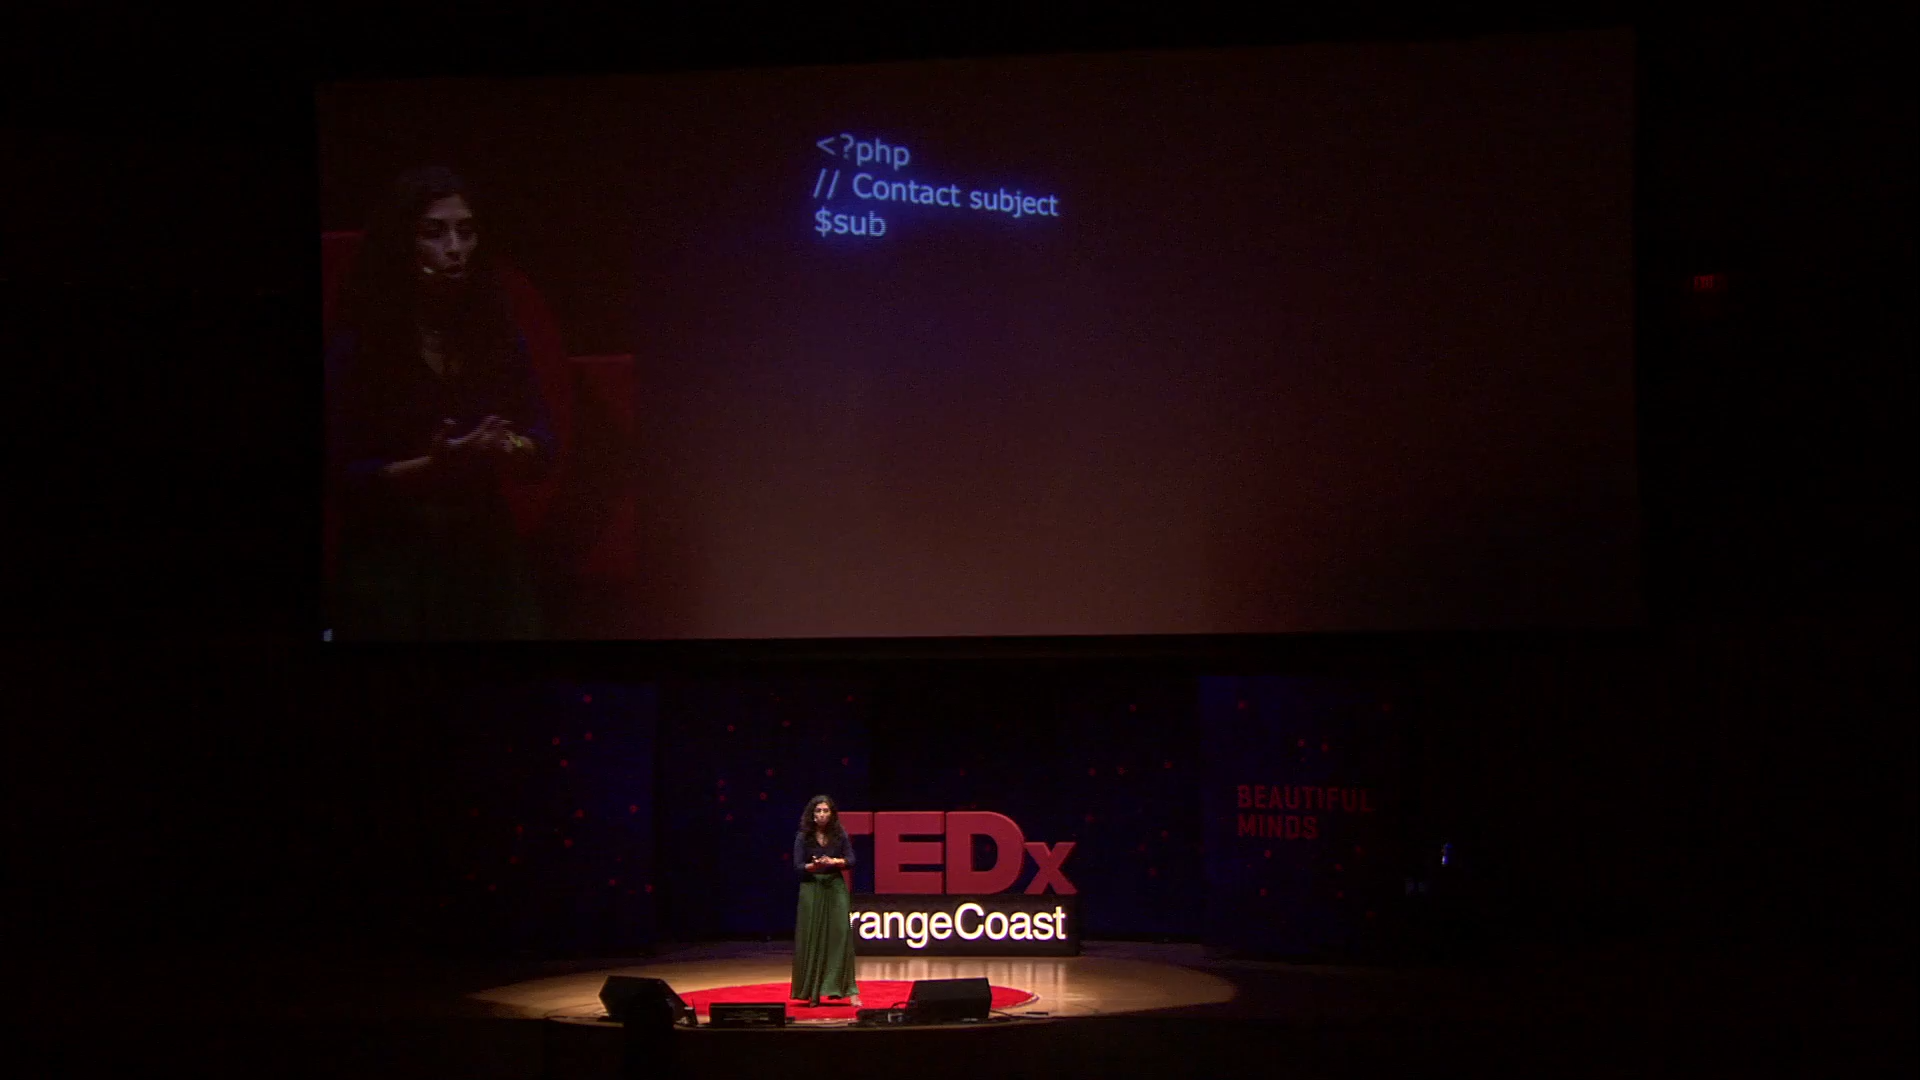 <?php
// Contact subject
$sub
BEAUTIFUL
MINDS
TEDx
rangeCoast